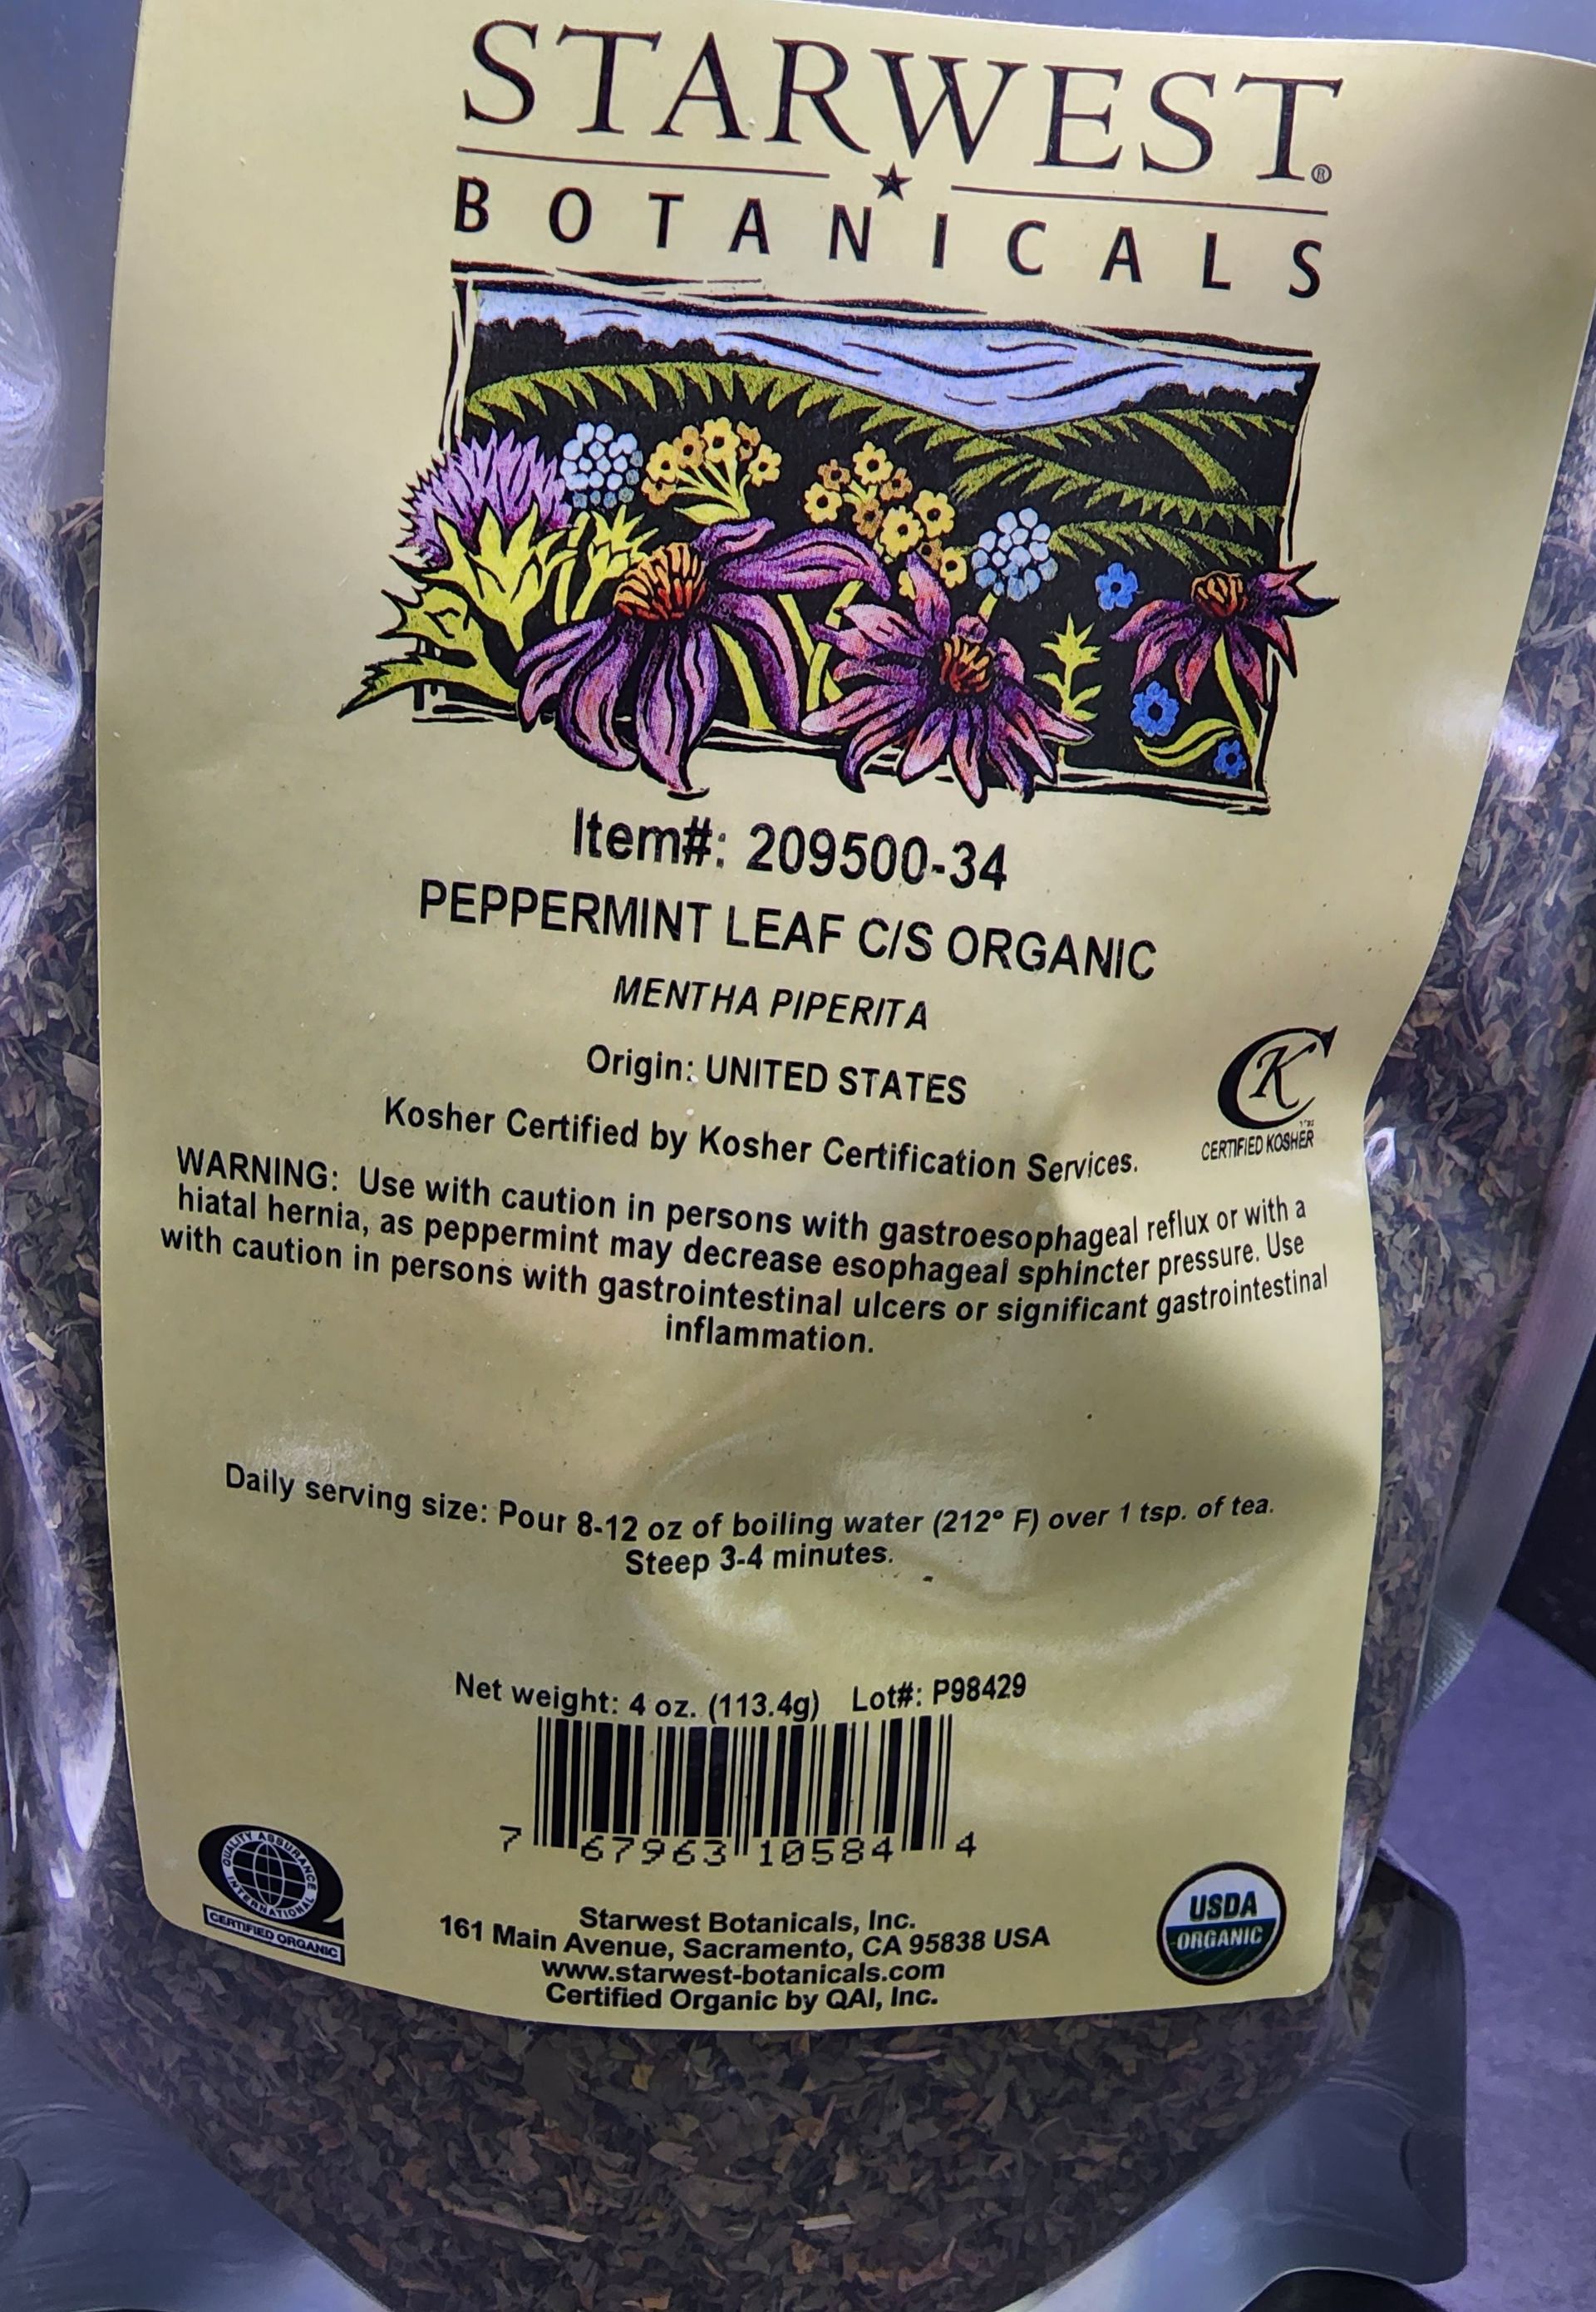 STARWEST®
BOTANICALS
Item#: 209500-34
PEPPERMINT LEAF C/S ORGANIC
MENTHA PIPERITA
Origin: UNITED STATES
Kosher Certified by Kosher Certification Services.
CK
CERTIFIED KOSHER
WARNING: Use with caution in persons with gastroesophageal reflux or with a
hiatal hernia, as peppermint may decrease esophageal sphincter pressure. Use
with caution in persons with gastrointestinal ulcers or significant gastrointestinal
inflammation.
Daily serving size: Pour 8-12 oz of boiling water (212° F) over 1 tsp. of tea.
Steep 3-4 minutes.
Net weight: 4 oz. (113.4g) Lot#: P98429
7 67963 10584 4
QUALITY ASSURANCE
INTERNATIONAL
CERTIFIED ORGANIC
Starwest Botanicals, Inc.
161 Main Avenue, Sacramento, CA 95838 USA
www.starwest-botanicals.com
Certified Organic by QAI, Inc.
USDA
ORGANIC